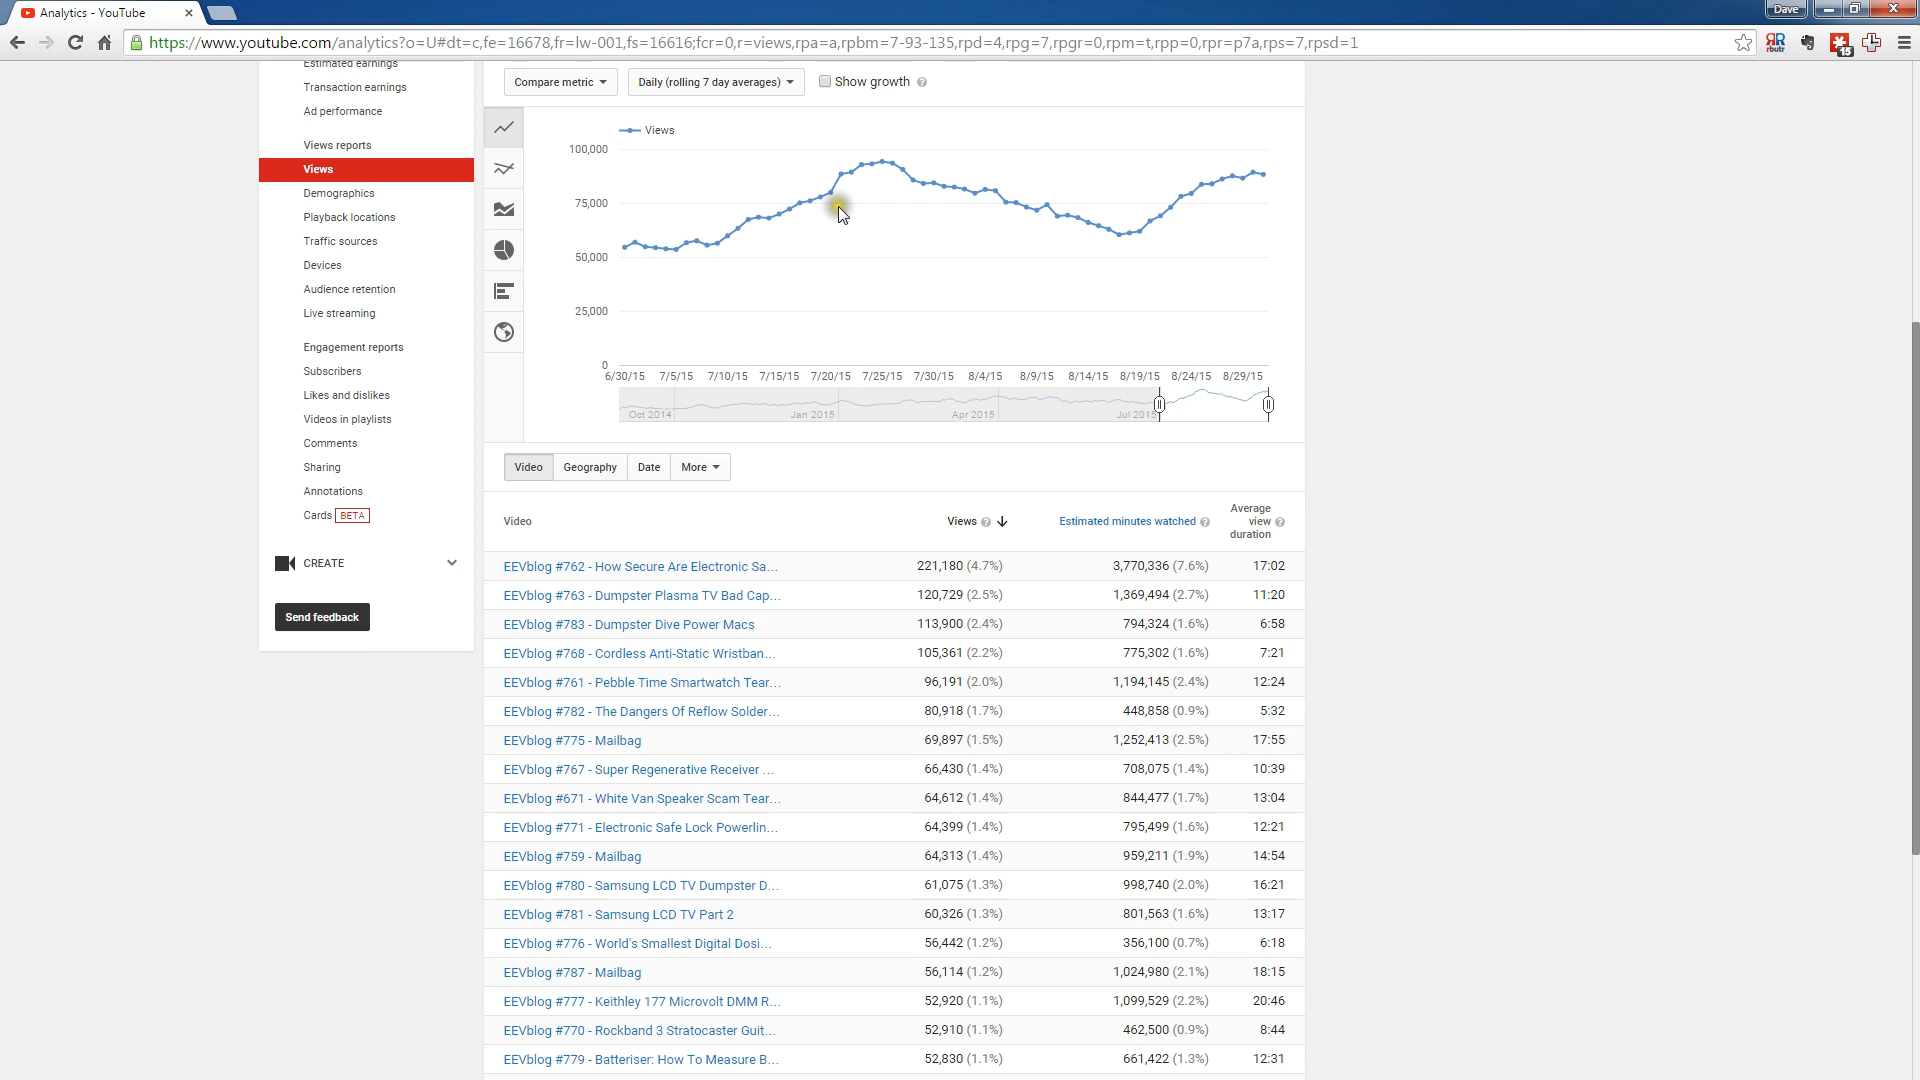 Analytics - YouTube
Dave
https://www.youtube.com/analytics?o=U#dt=c,fe=16678,fr=lw-001,fs=16616;fcr=0,r=views,rpa=a,rpbm=7-93-135,rpd=4,rpg=7,rpgr=0,rpm=t,rpp=0,rpr=p7a,rps=7,rpsd=1
rbutr
15
Estimated earnings
Transaction earnings
Ad performance
Views reports
Views
Demographics
Playback locations
Traffic sources
Devices
Audience retention
Live streaming
Engagement reports
Subscribers
Likes and dislikes
Videos in playlists
Comments
Sharing
Annotations
Cards BETA
CREATE
Send feedback
Compare metric Daily (rolling 7 day averages) Show growth ?
Views
100,000
75,000
50,000
25,000
0
6/30/15 7/5/15 7/10/15 7/15/15 7/20/15 7/25/15 7/30/15 8/4/15 8/9/15 8/14/15 8/19/15 8/24/15 8/29/15
Oct 2014 Jan 2015 Apr 2015 Jul 2015
Video Geography Date More
Video Views ? Estimated minutes watched ? Average view duration ?
EEVblog #762 - How Secure Are Electronic Sa... 221,180 (4.7%) 3,770,336 (7.6%) 17:02
EEVblog #763 - Dumpster Plasma TV Bad Cap... 120,729 (2.5%) 1,369,494 (2.7%) 11:20
EEVblog #783 - Dumpster Dive Power Macs 113,900 (2.4%) 794,324 (1.6%) 6:58
EEVblog #768 - Cordless Anti-Static Wristban... 105,361 (2.2%) 775,302 (1.6%) 7:21
EEVblog #761 - Pebble Time Smartwatch Tear... 96,191 (2.0%) 1,194,145 (2.4%) 12:24
EEVblog #782 - The Dangers Of Reflow Solder... 80,918 (1.7%) 448,858 (0.9%) 5:32
EEVblog #775 - Mailbag 69,897 (1.5%) 1,252,413 (2.5%) 17:55
EEVblog #767 - Super Regenerative Receiver ... 66,430 (1.4%) 708,075 (1.4%) 10:39
EEVblog #671 - White Van Speaker Scam Tear... 64,612 (1.4%) 844,477 (1.7%) 13:04
EEVblog #771 - Electronic Safe Lock Powerlin... 64,399 (1.4%) 795,499 (1.6%) 12:21
EEVblog #759 - Mailbag 64,313 (1.4%) 959,211 (1.9%) 14:54
EEVblog #780 - Samsung LCD TV Dumpster D... 61,075 (1.3%) 998,740 (2.0%) 16:21
EEVblog #781 - Samsung LCD TV Part 2 60,326 (1.3%) 801,563 (1.6%) 13:17
EEVblog #776 - World's Smallest Digital Dosi... 56,442 (1.2%) 356,100 (0.7%) 6:18
EEVblog #787 - Mailbag 56,114 (1.2%) 1,024,980 (2.1%) 18:15
EEVblog #777 - Keithley 177 Microvolt DMM R... 52,920 (1.1%) 1,099,529 (2.2%) 20:46
EEVblog #770 - Rockband 3 Stratocaster Guit... 52,910 (1.1%) 462,500 (0.9%) 8:44
EEVblog #779 - Batteriser: How To Measure B... 52,830 (1.1%) 661,422 (1.3%) 12:31